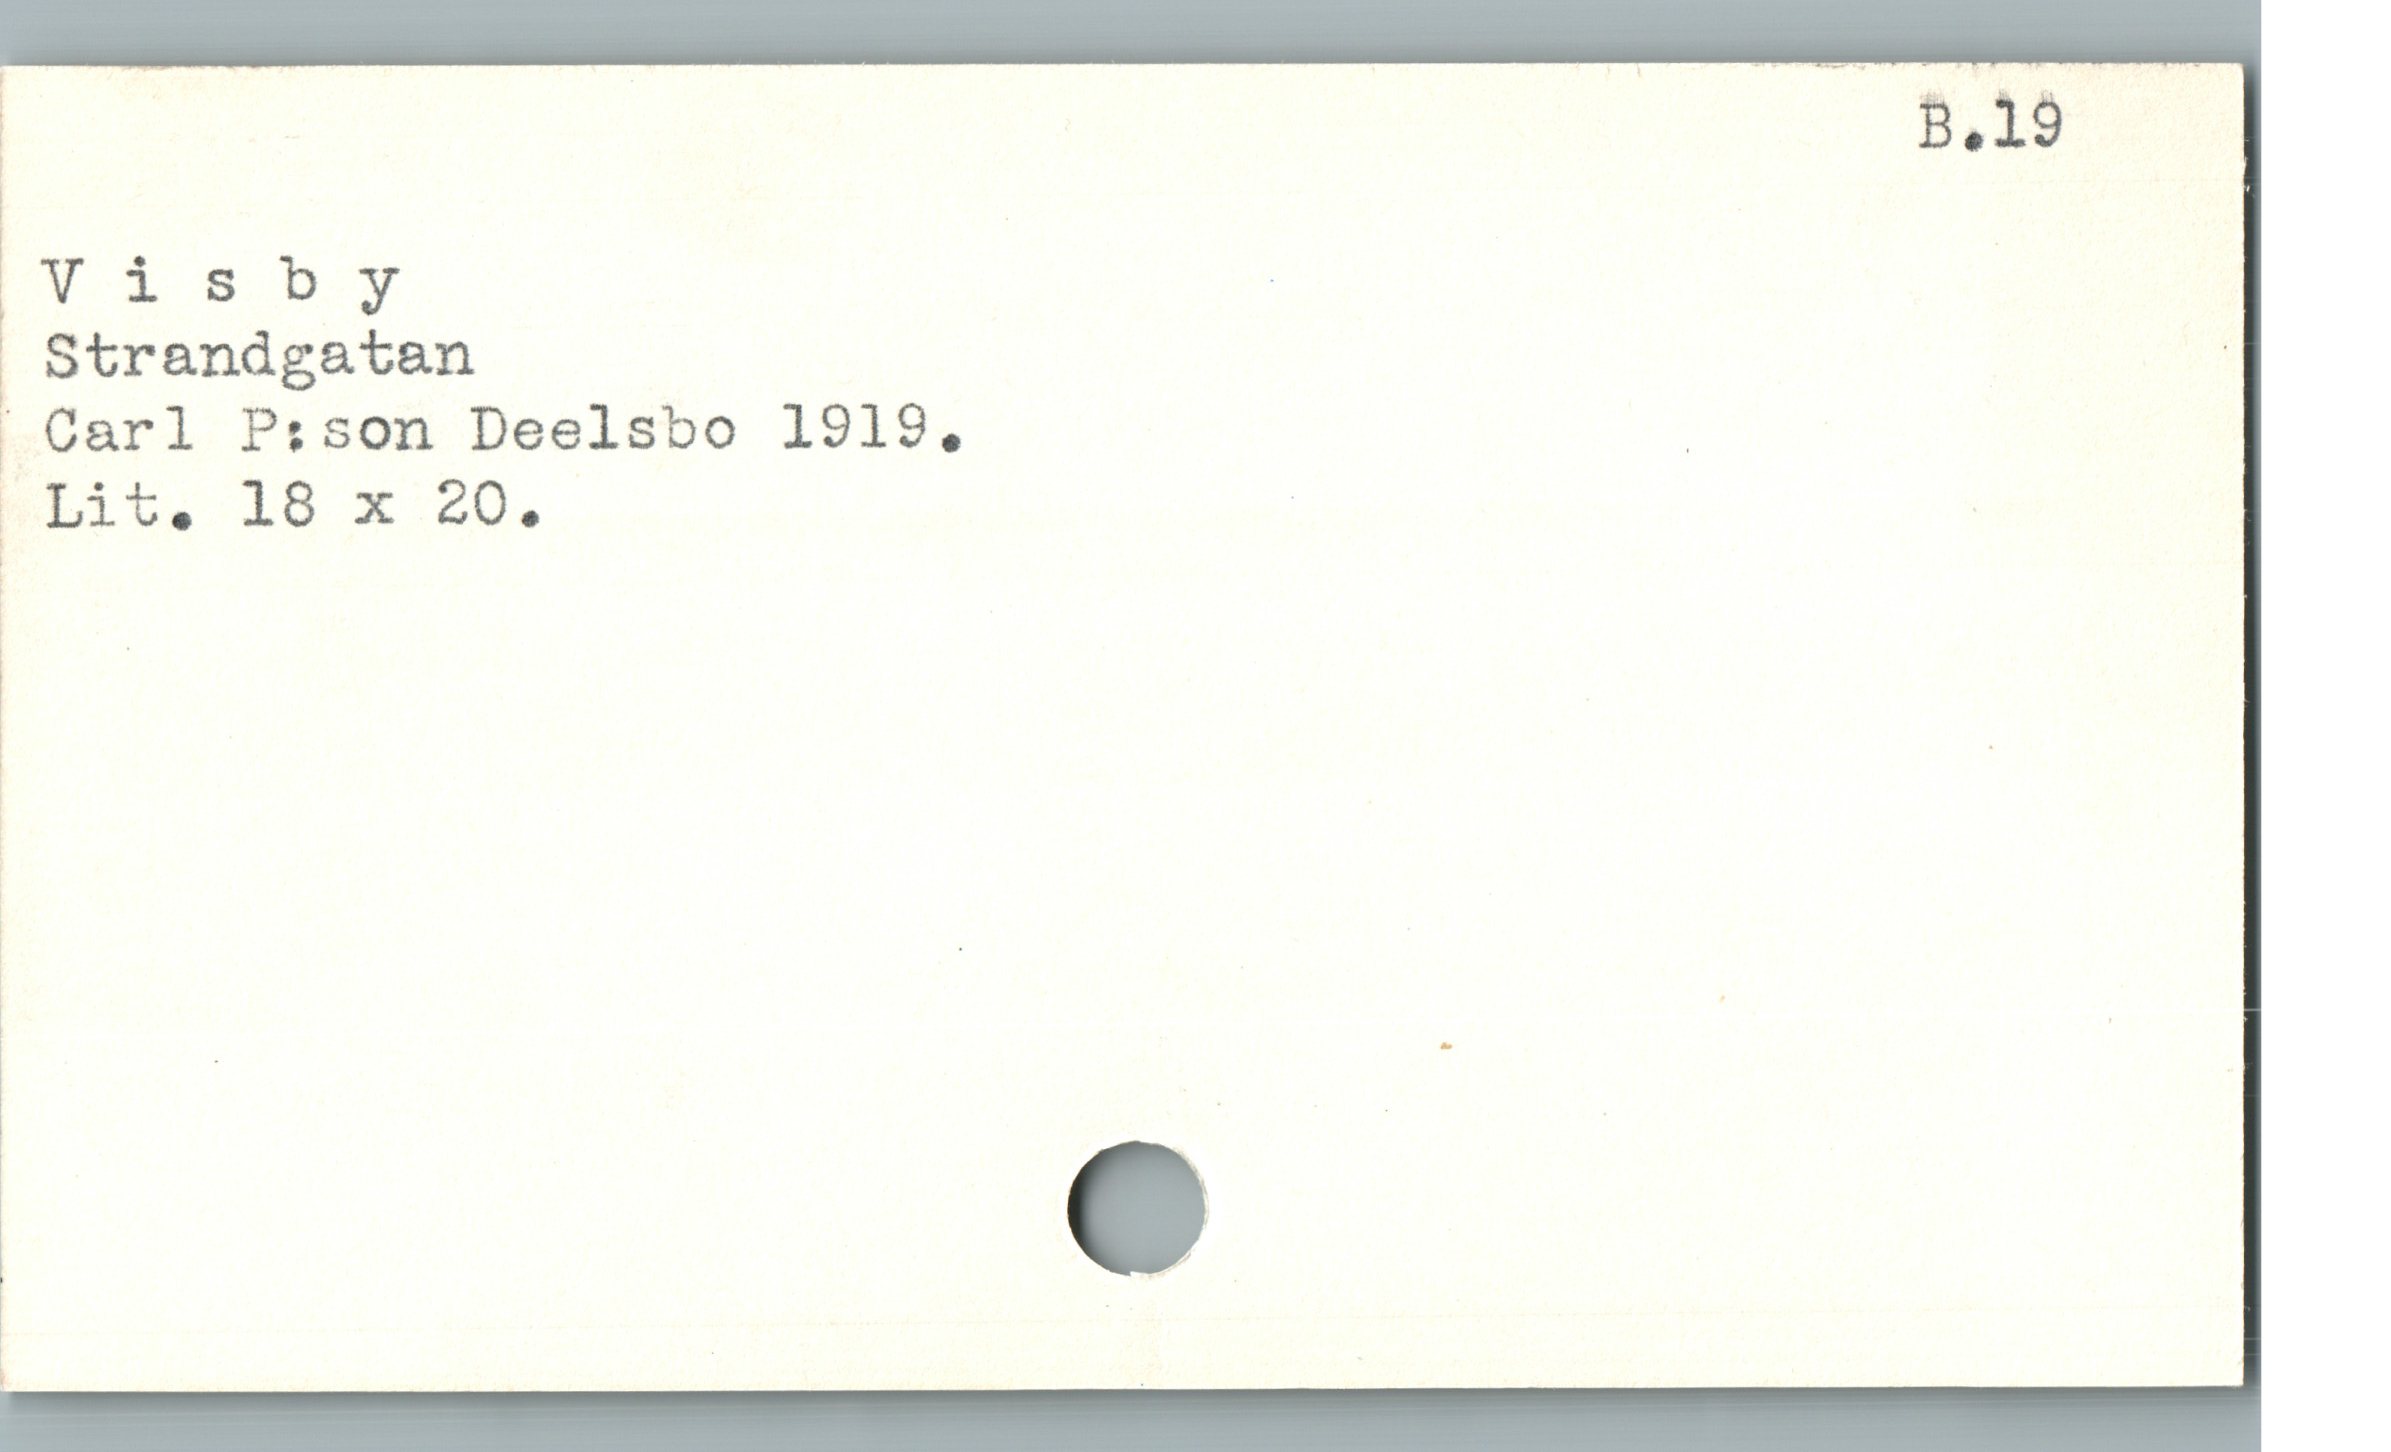 B.19
V i s b y
Strandgatan
Carl P:son Deelsbo 1919.
Lit. 18 x 20.